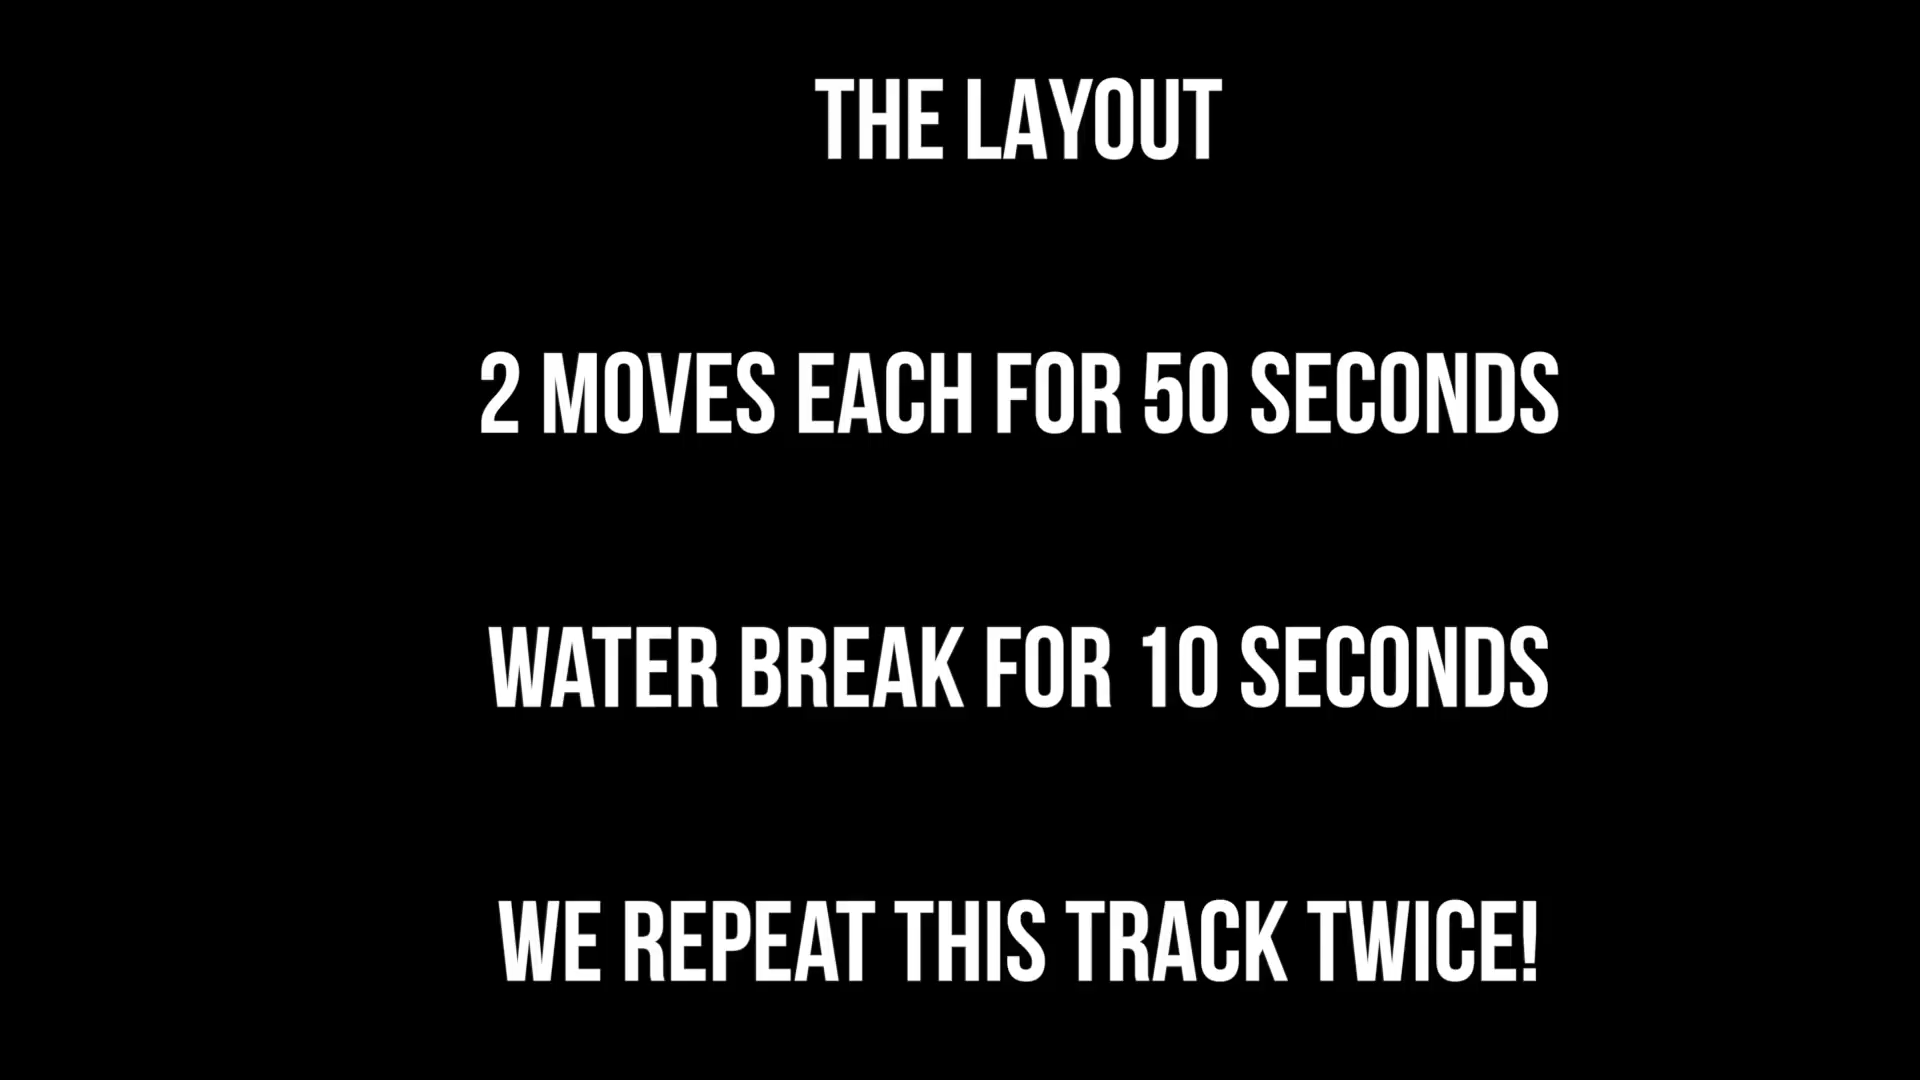 THE LAYOUT
2 MOVES EACH FOR 50 SECONDS
WATER BREAK FOR 10 SECONDS
WE REPEAT THIS TRACK TWICE!